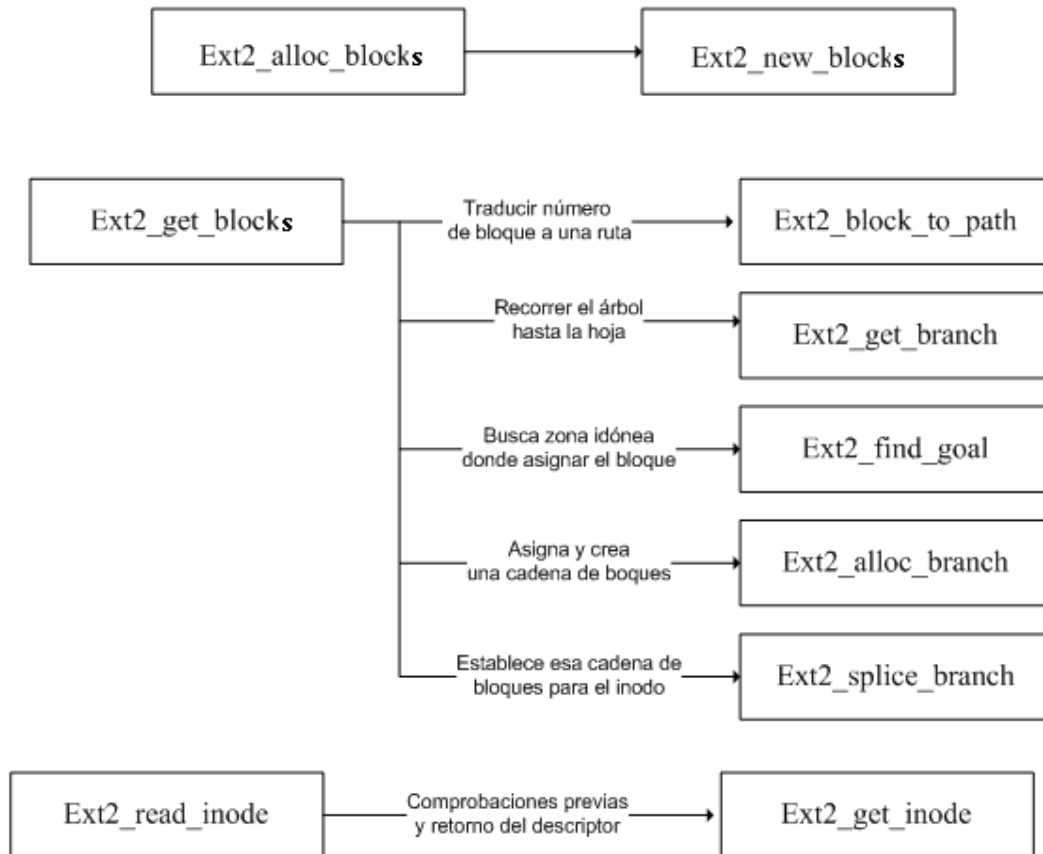 Ext2_alloc_blocks
Ext2_new_blocks
Ext2_get_blocks
Traducir número
de bloque a una ruta
Ext2_block_to_path
Recorrer el árbol
hasta la hoja
Ext2_get_branch
Busca zona idónea
donde asignar el bloque
Ext2_find_goal
Asigna y crea
una cadena de boques
Ext2_alloc_branch
Establece esa cadena de
bloques para el inodo
Ext2_splice_branch
Ext2_read_inode
Comprobaciones previas
y retorno del descriptor
Ext2_get_inode